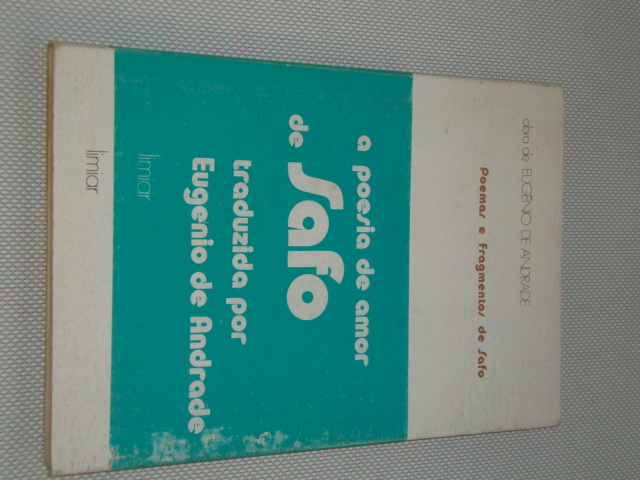 obra de EUGÉNIO DE ANDRADE
Poemas e Fragmentos de Safo
a poesia de amor
de Safo
traduzida por
Eugenio de Andrade
limiar
limiar